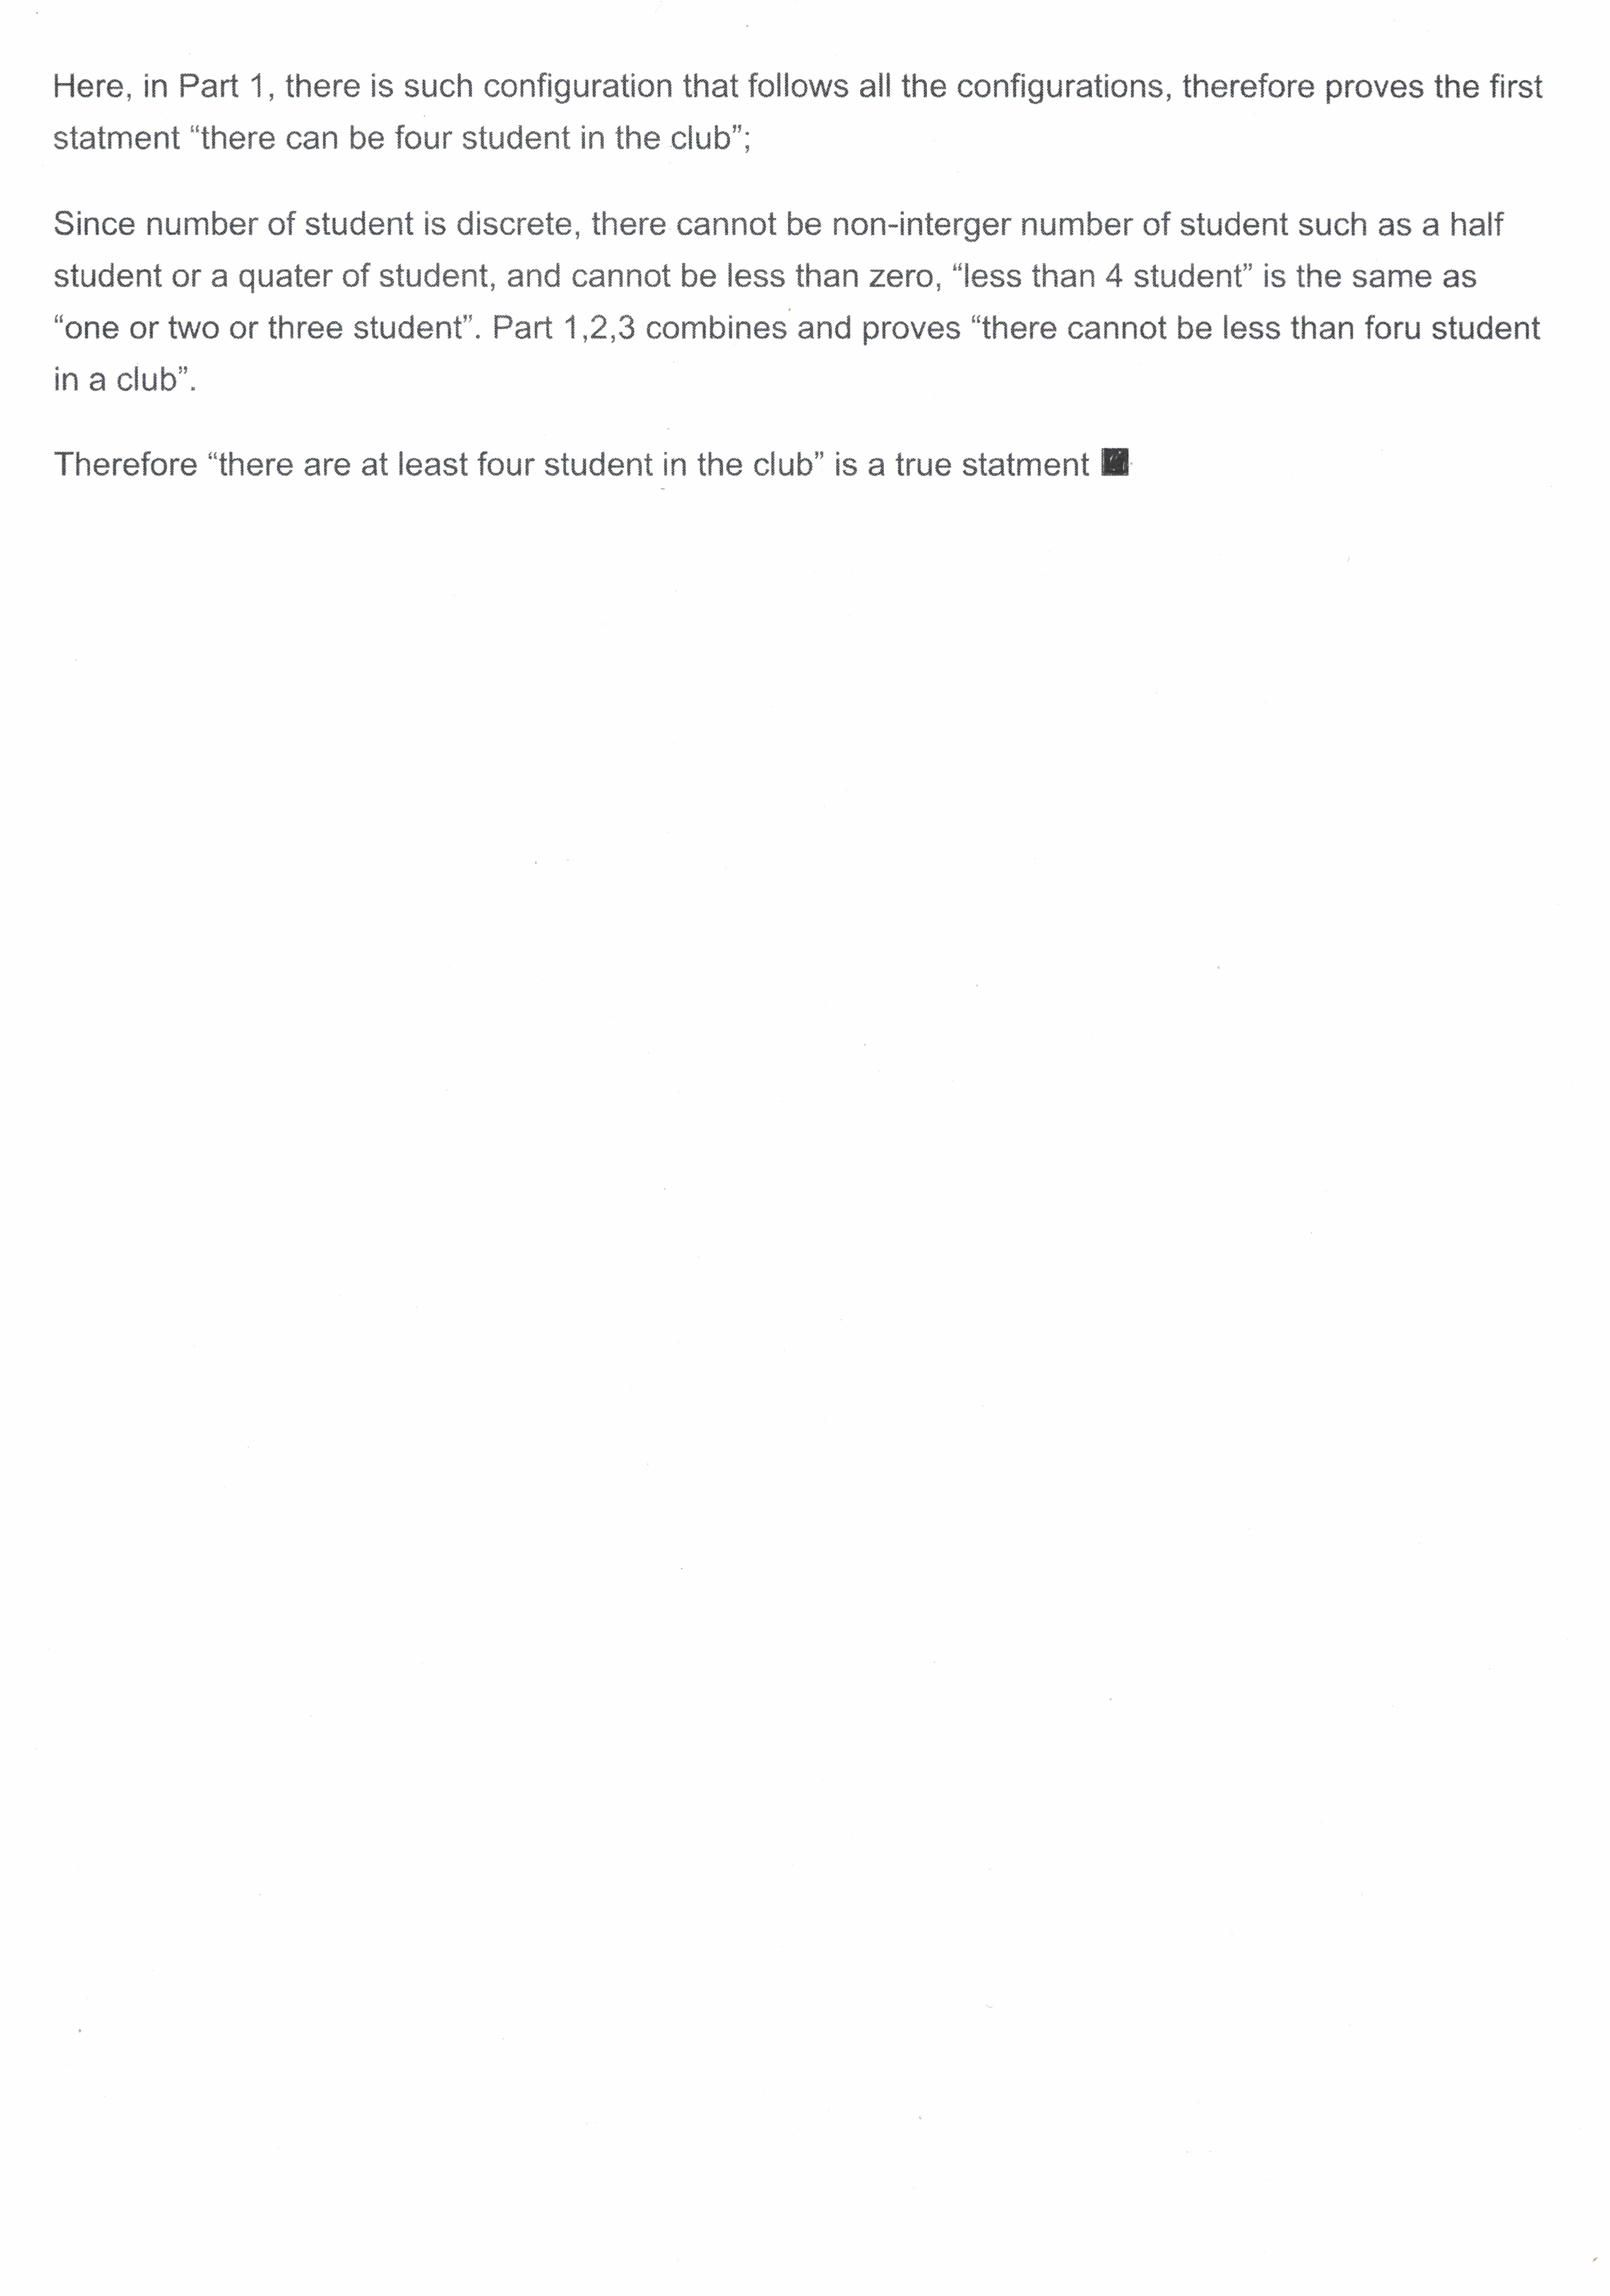 Here, in Part 1, there is such configuration that follows all the configurations, therefore proves the first
statment “there can be four student in the club”;
Since number of student is discrete, there cannot be non-interger number of student such as a half
student or a quater of student, and cannot be less than zero, “less than 4 student” is the same as
“one or two or three student”. Part 1,2,3 combines and proves “there cannot be less than foru student
in a club”.
Therefore “there are at least four student in the club” is a true statment ■